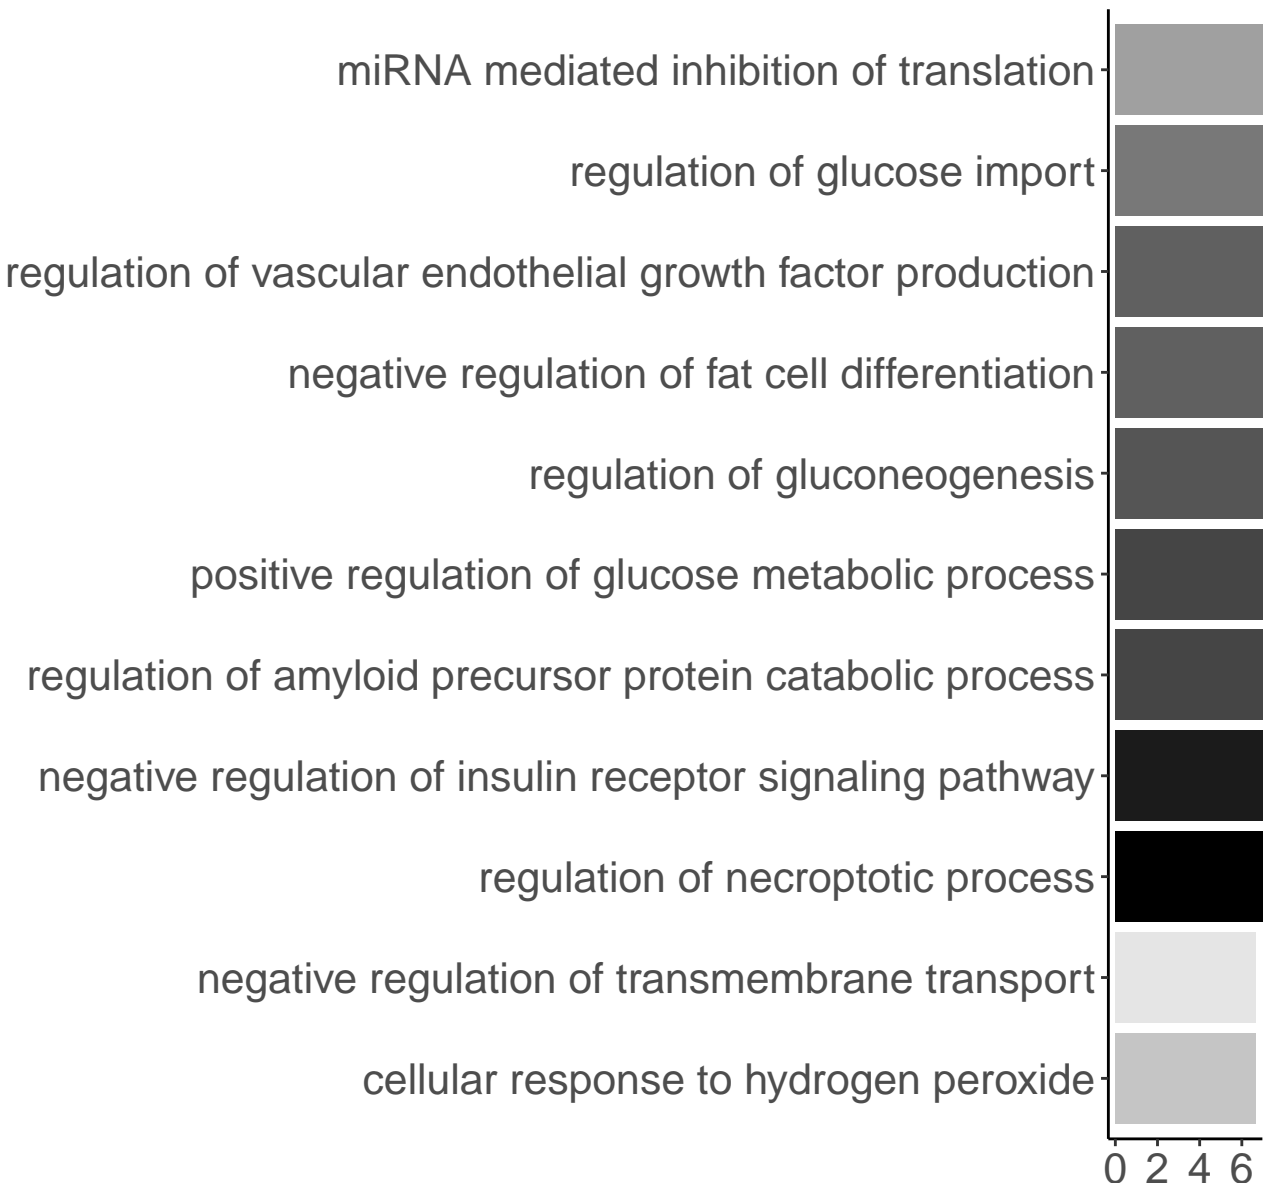 miRNA mediated inhibition of translation
regulation of glucose import
regulation of vascular endothelial growth factor production
negative regulation of fat cell differentiation
regulation of gluconeogenesis
positive regulation of glucose metabolic process
regulation of amyloid precursor protein catabolic process
negative regulation of insulin receptor signaling pathway
regulation of necroptotic process
negative regulation of transmembrane transport
cellular response to hydrogen peroxide
0 2 4 6